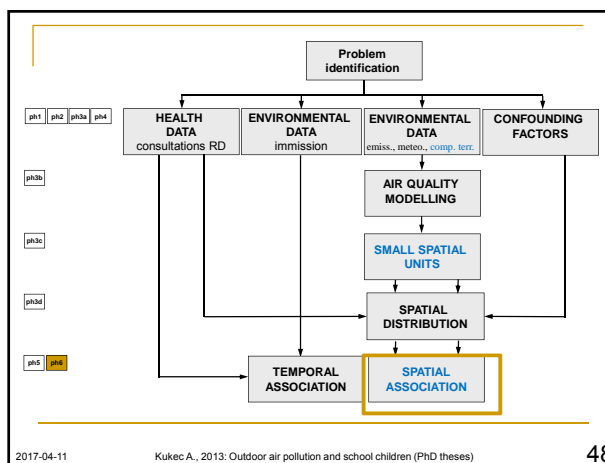 Problem
identification
ph1 ph2 ph3a ph4
HEALTH
DATA
consultations RD
ENVIRONMENTAL
DATA
immission
ENVIRONMENTAL
DATA
emiss., meteo., comp. terr.
CONFOUNDING
FACTORS
ph3b
AIR QUALITY
MODELLING
ph3c
SMALL SPATIAL
UNITS
ph3d
SPATIAL
DISTRIBUTION
ph5 ph6
TEMPORAL
ASSOCIATION
SPATIAL
ASSOCIATION
2017-04-11
Kukec A., 2013: Outdoor air pollution and school children (PhD theses)
48